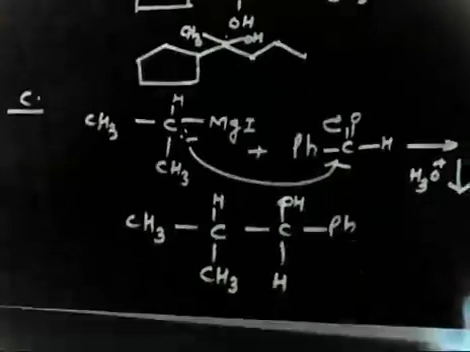 OH
CH3 OH
C.
H
CH3 - C - MgI + Ph - C - H
O
CH3
H3O+
H OH
CH3 - C - C - Ph
CH3 H